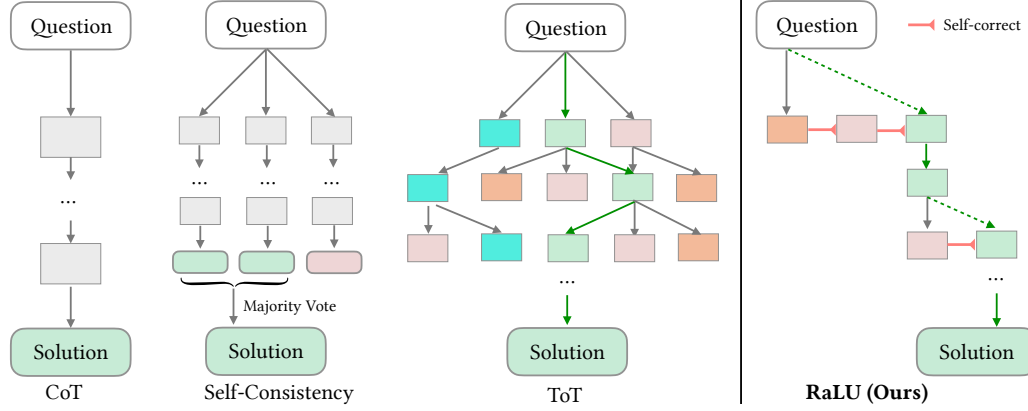 Question
...
Solution
CoT
Question
... ... ...
Majority Vote
Solution
Self-Consistency
Question
...
Solution
ToT
Question
Self-correct
...
Solution
RaLU (Ours)